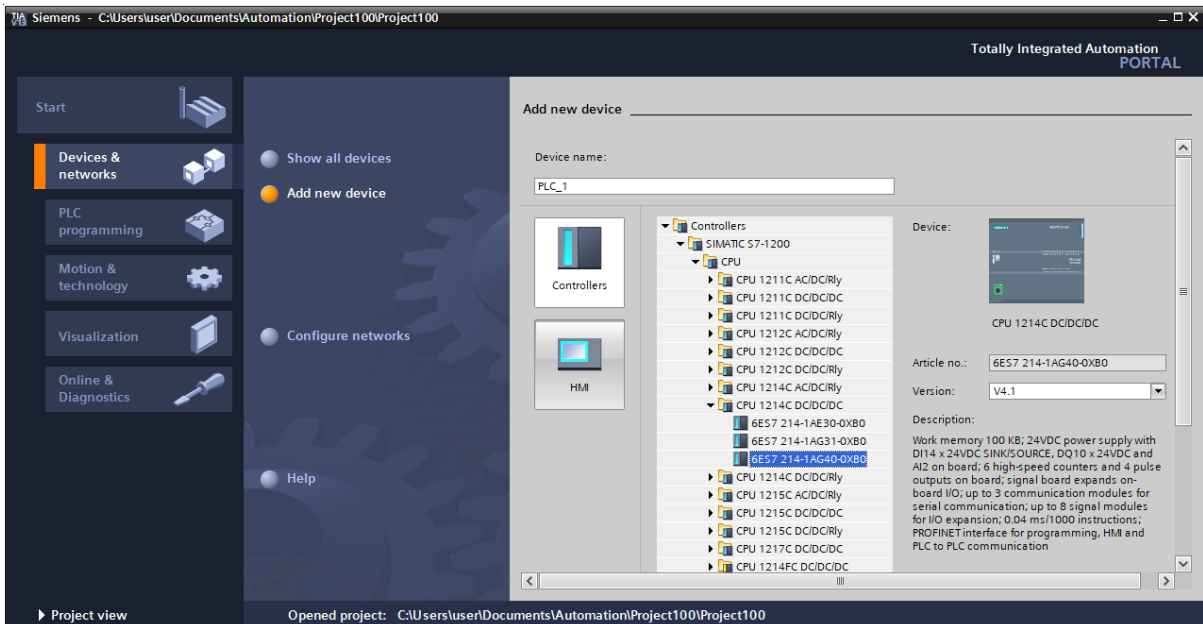 TIA V13 Siemens - C:\Users\user\Documents\Automation\Project100\Project100
Totally Integrated Automation
PORTAL
Start
Devices &
networks
PLC
programming
Motion &
technology
Visualization
Online &
Diagnostics
Show all devices
Add new device
Configure networks
Help
Add new device
Device name:
PLC_1
Controllers
HMI
Controllers
SIMATIC S7-1200
CPU
CPU 1211C AC/DC/Rly
CPU 1211C DC/DC/DC
CPU 1211C DC/DC/Rly
CPU 1212C AC/DC/Rly
CPU 1212C DC/DC/DC
CPU 1212C DC/DC/Rly
CPU 1214C AC/DC/Rly
CPU 1214C DC/DC/DC
6ES7 214-1AE30-0XB0
6ES7 214-1AG31-0XB0
6ES7 214-1AG40-0XB0
CPU 1214C DC/DC/Rly
CPU 1215C AC/DC/Rly
CPU 1215C DC/DC/DC
CPU 1215C DC/DC/Rly
CPU 1217C DC/DC/DC
CPU 1214FC DC/DC/DC
Device:
CPU 1214C DC/DC/DC
Article no.: 6ES7 214-1AG40-0XB0
Version: V4.1
Description:
Work memory 100 KB; 24VDC power supply with
DI14 x 24VDC SINK/SOURCE, DQ10 x 24VDC and
AI2 on board; 6 high-speed counters and 4 pulse
outputs on board; signal board expands on-
board I/O; up to 3 communication modules for
serial communication; up to 8 signal modules
for I/O expansion; 0.04 ms/1000 instructions;
PROFINET interface for programming, HMI and
PLC to PLC communication
Project view
Opened project: C:\Users\user\Documents\Automation\Project100\Project100